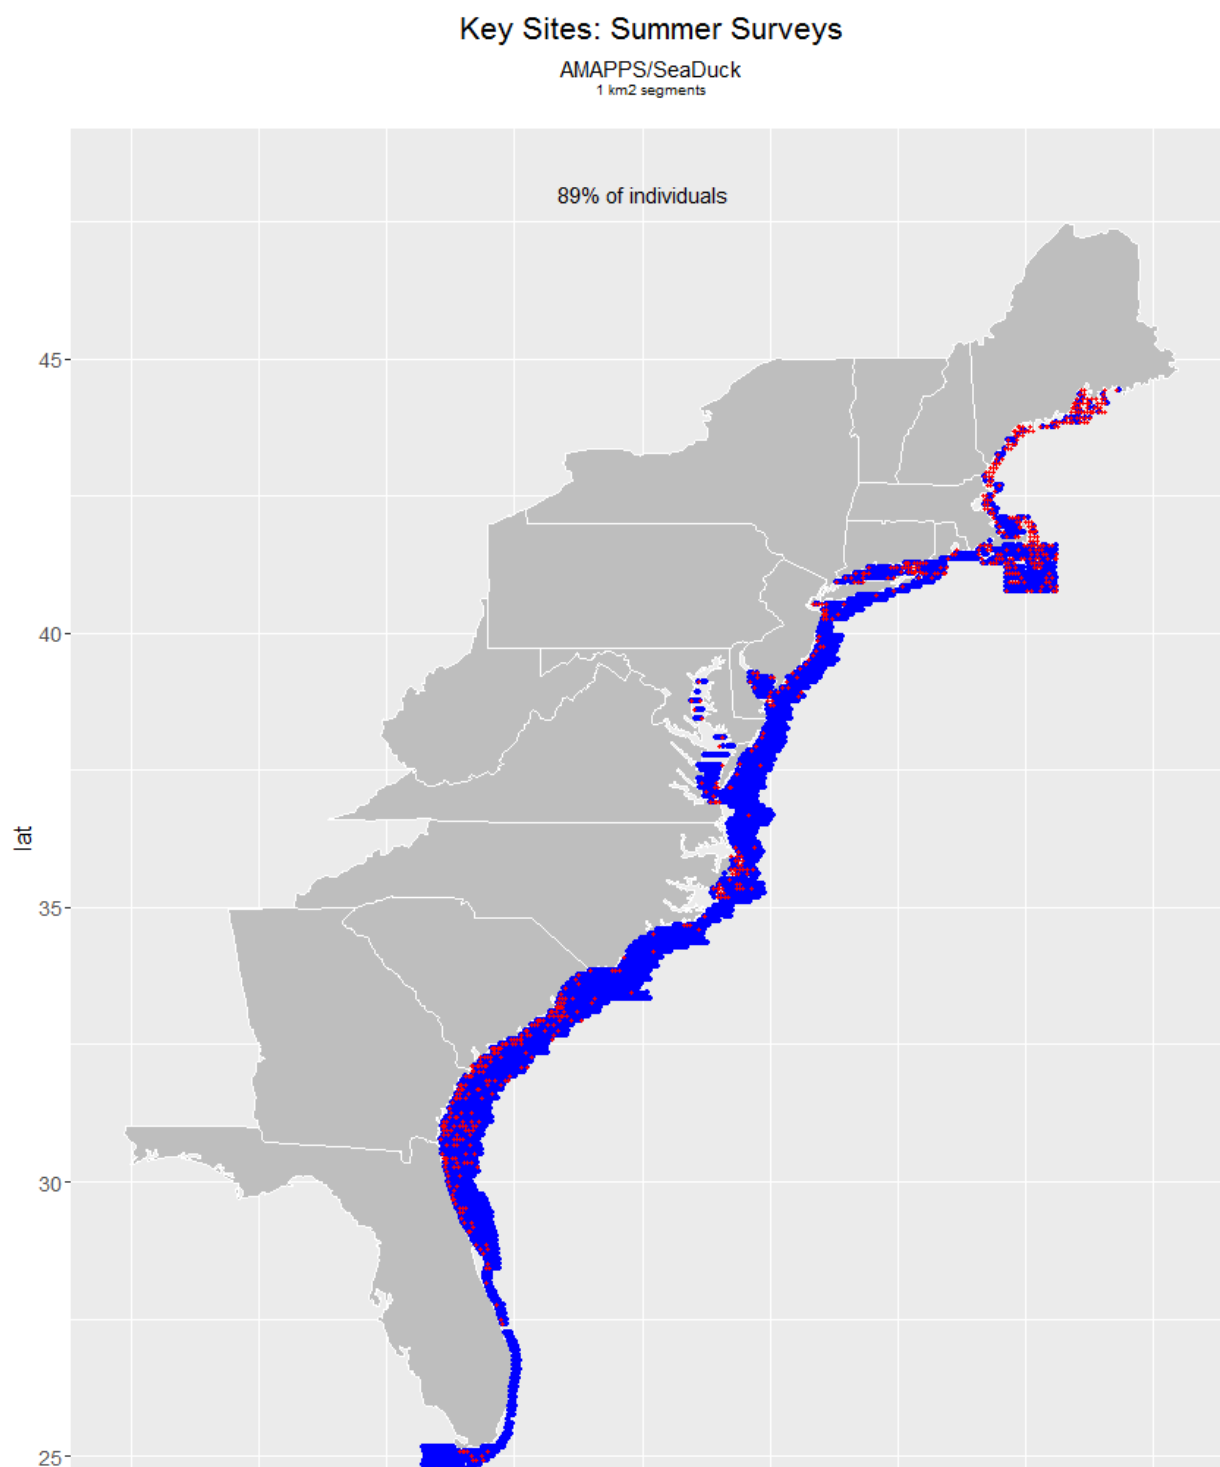 Key Sites: Summer Surveys
AMAPPS/SeaDuck
1 km2 segments
89% of individuals
45
40
lat
35
30
25